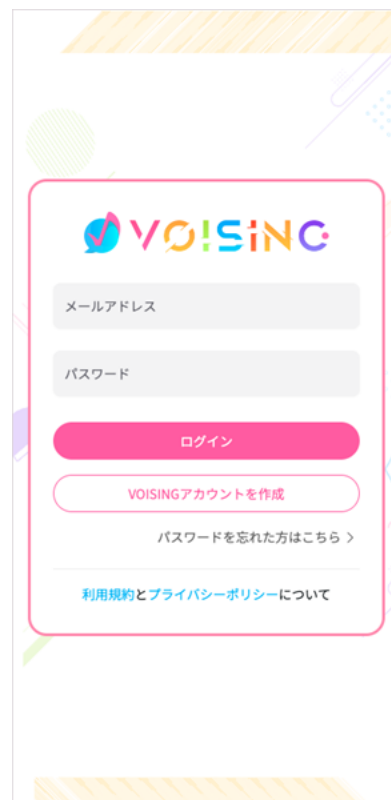 VOISING
メールアドレス
パスワード
ログイン
VOISINGアカウントを作成
パスワードを忘れた方はこちら >
利用規約とプライバシーポリシーについて